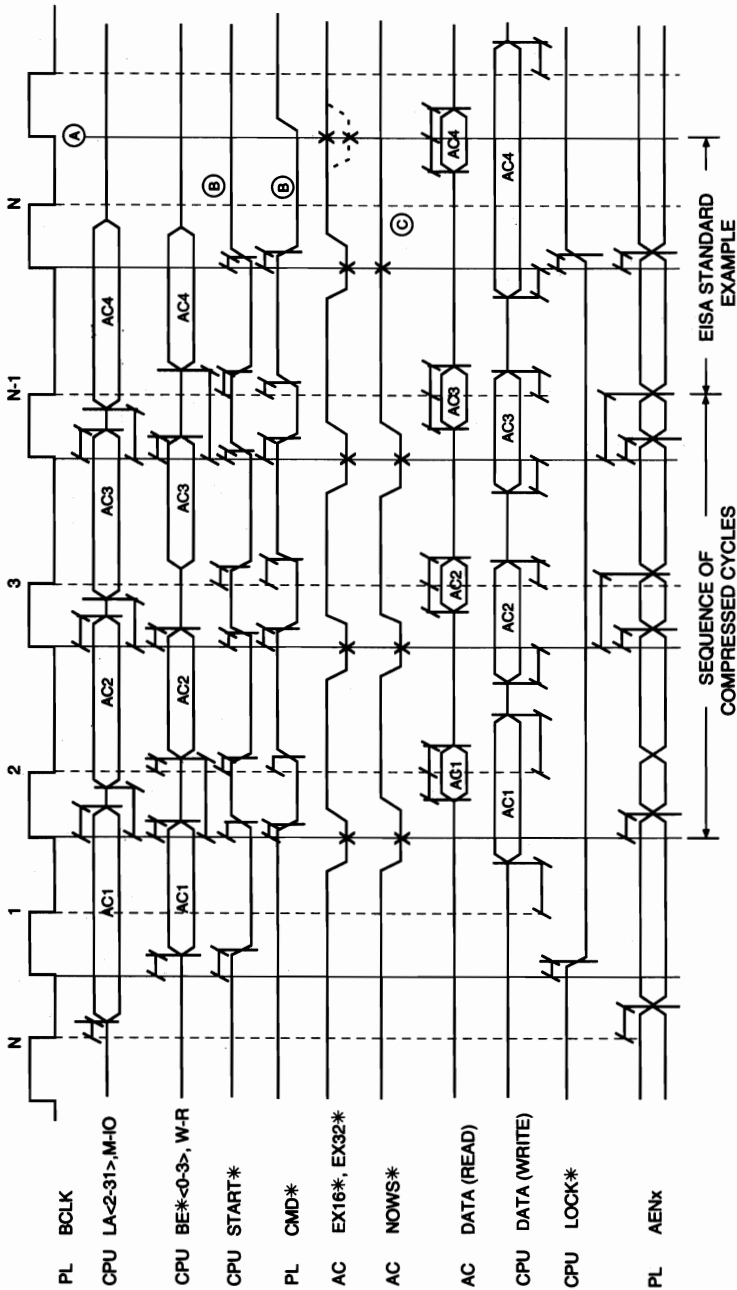 N 1 2 3 N-1 N
PL BCLK
A
CPU LA<2-31>,M-IO AC1 AC2 AC3 AC4
CPU BE*<0-3>, W-R AC1 AC2 AC3 AC4
CPU START* B
PL CMD* B
AC EX16*, EX32*
AC NOWS* C
AC DATA (READ) AC1 AC2 AC3 AC4
CPU DATA (WRITE) AC1 AC2 AC3 AC4
CPU LOCK*
PL AENx
SEQUENCE OF
COMPRESSED CYCLES
EISA STANDARD
EXAMPLE